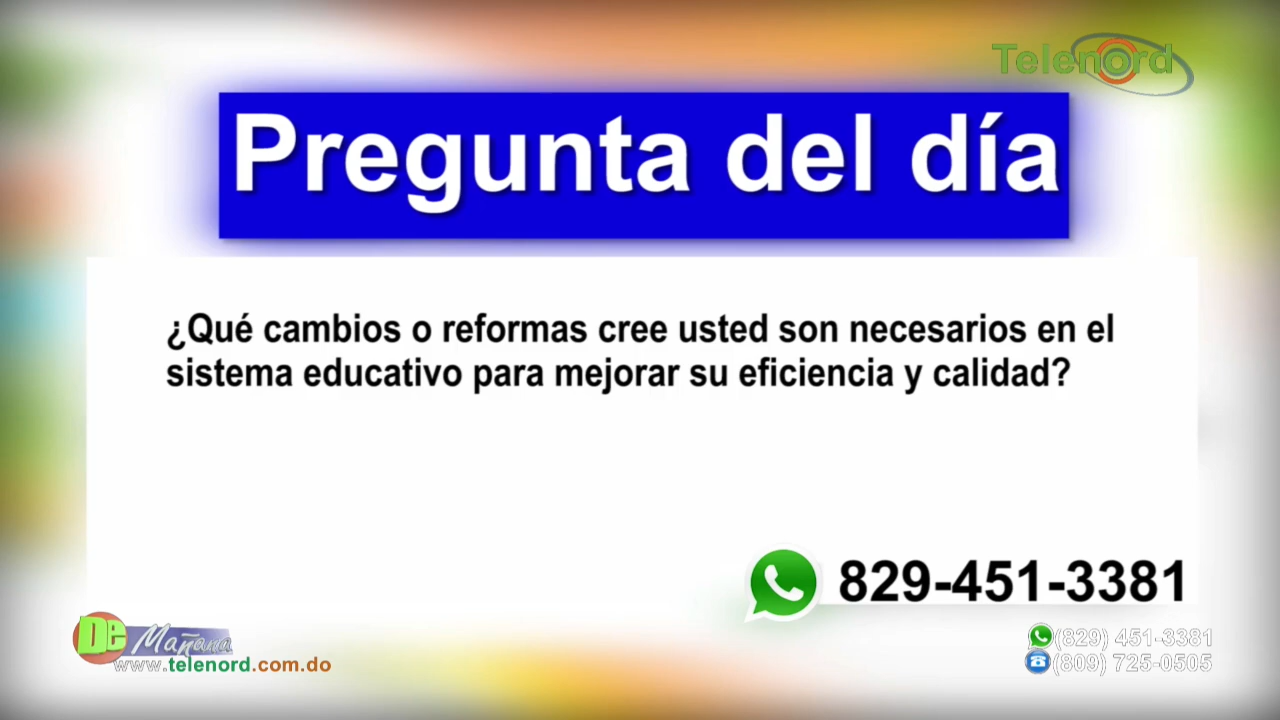 Telenord
Pregunta del día
¿Qué cambios o reformas cree usted son necesarios en el
sistema educativo para mejorar su eficiencia y calidad?
829-451-3381
De Mañana
www.telenord.com.do
(829) 451-3381
(809) 725-0505